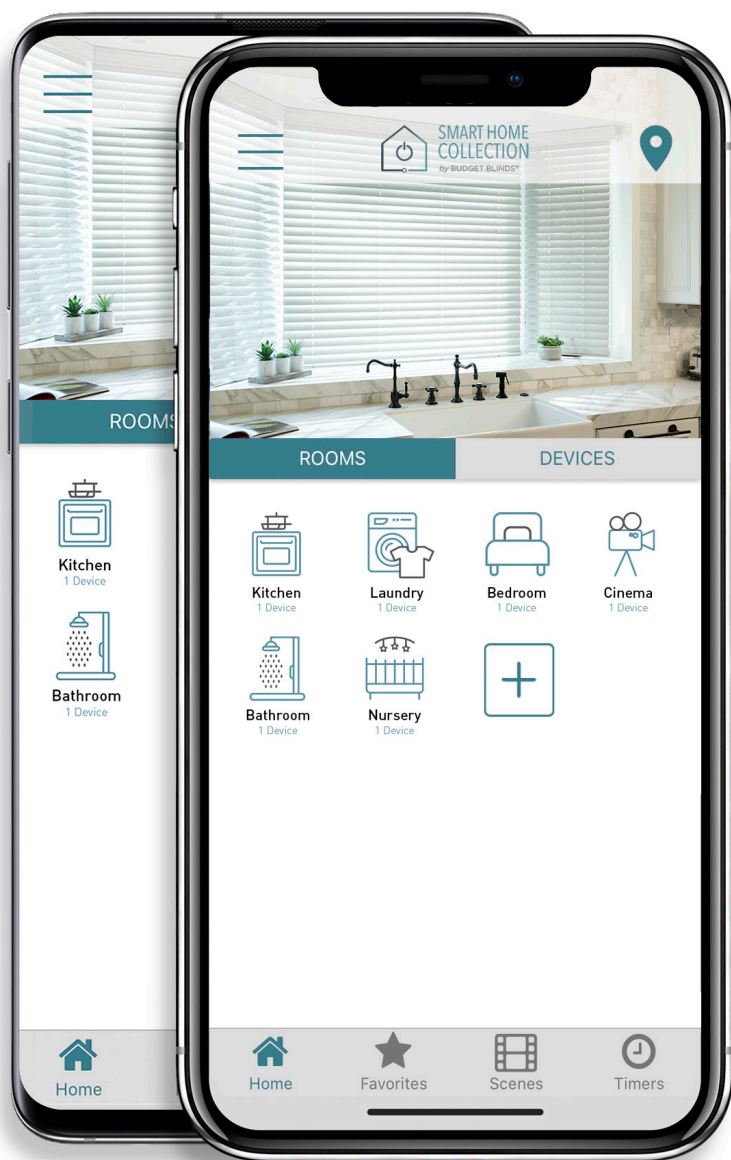 SMART HOME
COLLECTION
by BUDGET BLINDS®
ROOMS
Kitchen
1 Device
Bathroom
1 Device
Home
ROOMS
DEVICES
Kitchen
1 Device
Laundry
1 Device
Bedroom
1 Device
Cinema
1 Device
Bathroom
1 Device
Nursery
1 Device
Home
Favorites
Scenes
Timers